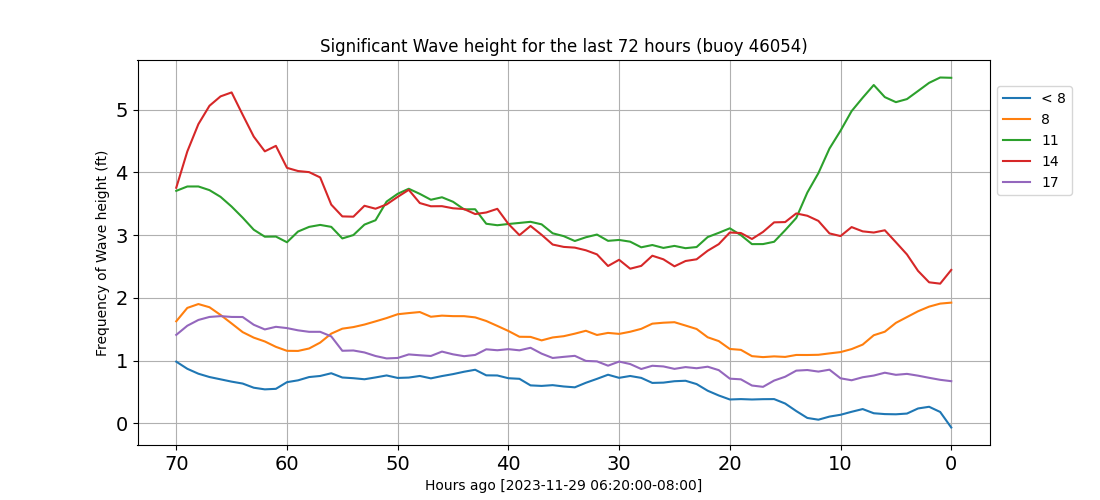 Significant Wave height for the last 72 hours (buoy 46054)
Frequency of Wave height (ft)
5
4
3
2
1
0
70 60 50 40 30 20 10 0
Hours ago [2023-11-29 06:20:00-08:00]
< 8
8
11
14
17